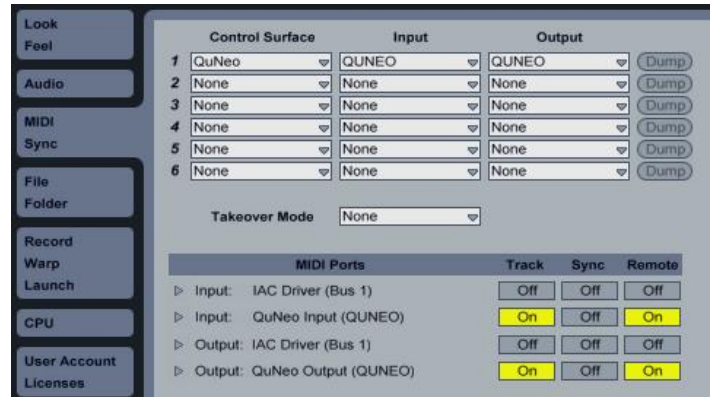 Look
Feel
Audio
MIDI
Sync
File
Folder
Record
Warp
Launch
CPU
User Account
Licenses
Control Surface Input Output
1 QuNeo QUNEO QUNEO Dump
2 None None None Dump
3 None None None Dump
4 None None None Dump
5 None None None Dump
6 None None None Dump
Takeover Mode None
MIDI Ports Track Sync Remote
Input: IAC Driver (Bus 1) Off Off Off
Input: QuNeo Input (QUNEO) On Off On
Output: IAC Driver (Bus 1) Off Off Off
Output: QuNeo Output (QUNEO) On Off On